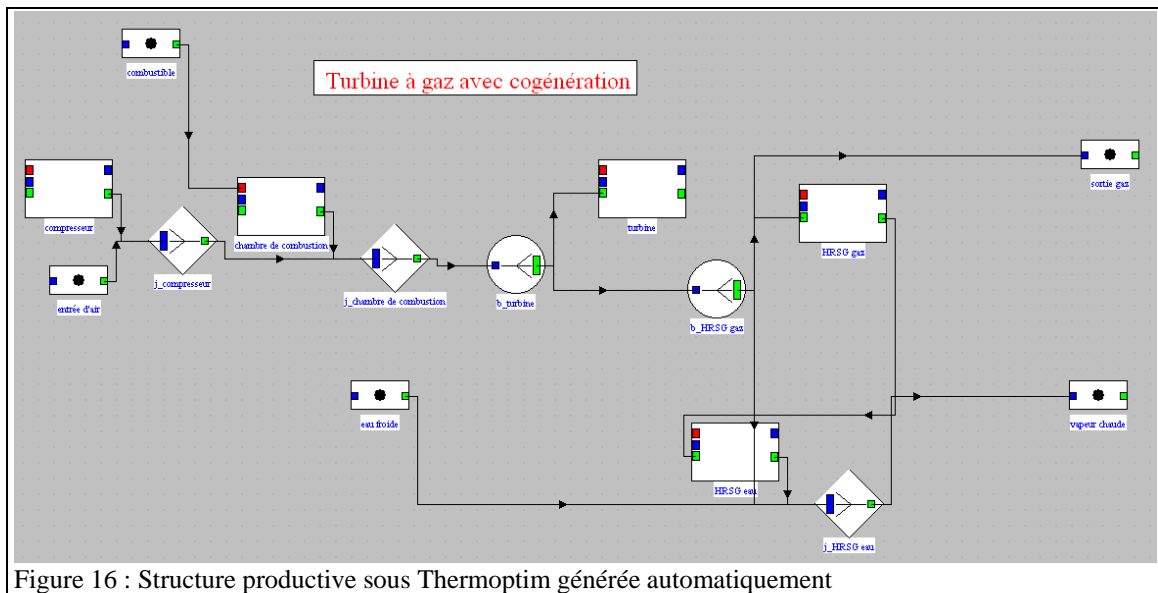 combustible
Turbine à gaz avec cogénération
compresseur
chambre de combustion
turbine
HRSG gaz
sortie gaz
entrée d'air
j_compresseur
j_chambre de combustion
b_turbine
b_HRSG gaz
eau froide
vapeur chaude
HRSG eau
j_HRSG eau
Figure 16 : Structure productive sous Thermoptim générée automatiquement